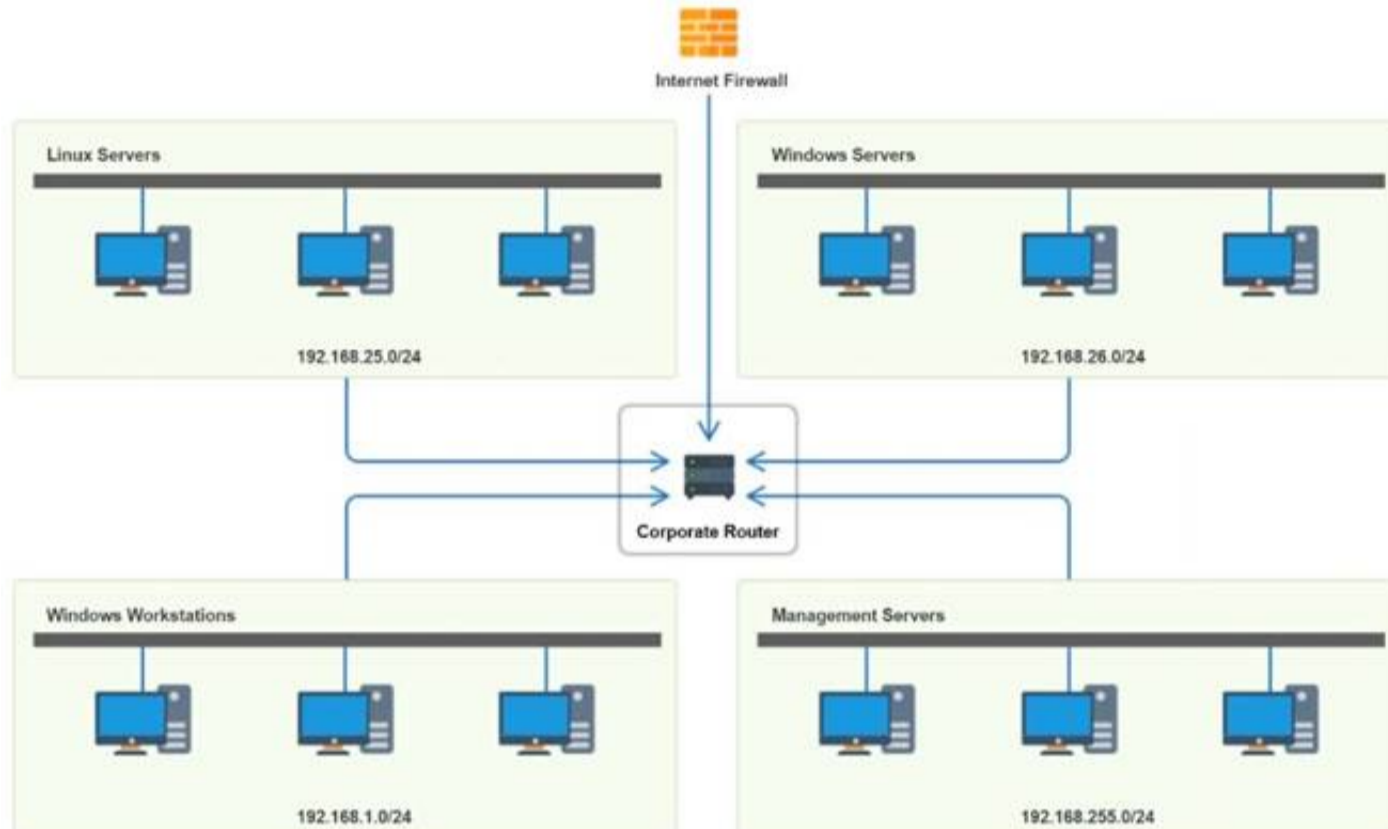 Internet Firewall
Linux Servers
Windows Servers
192.168.25.0/24
192.168.26.0/24
Corporate Router
Windows Workstations
Management Servers
192.168.1.0/24
192.168.255.0/24